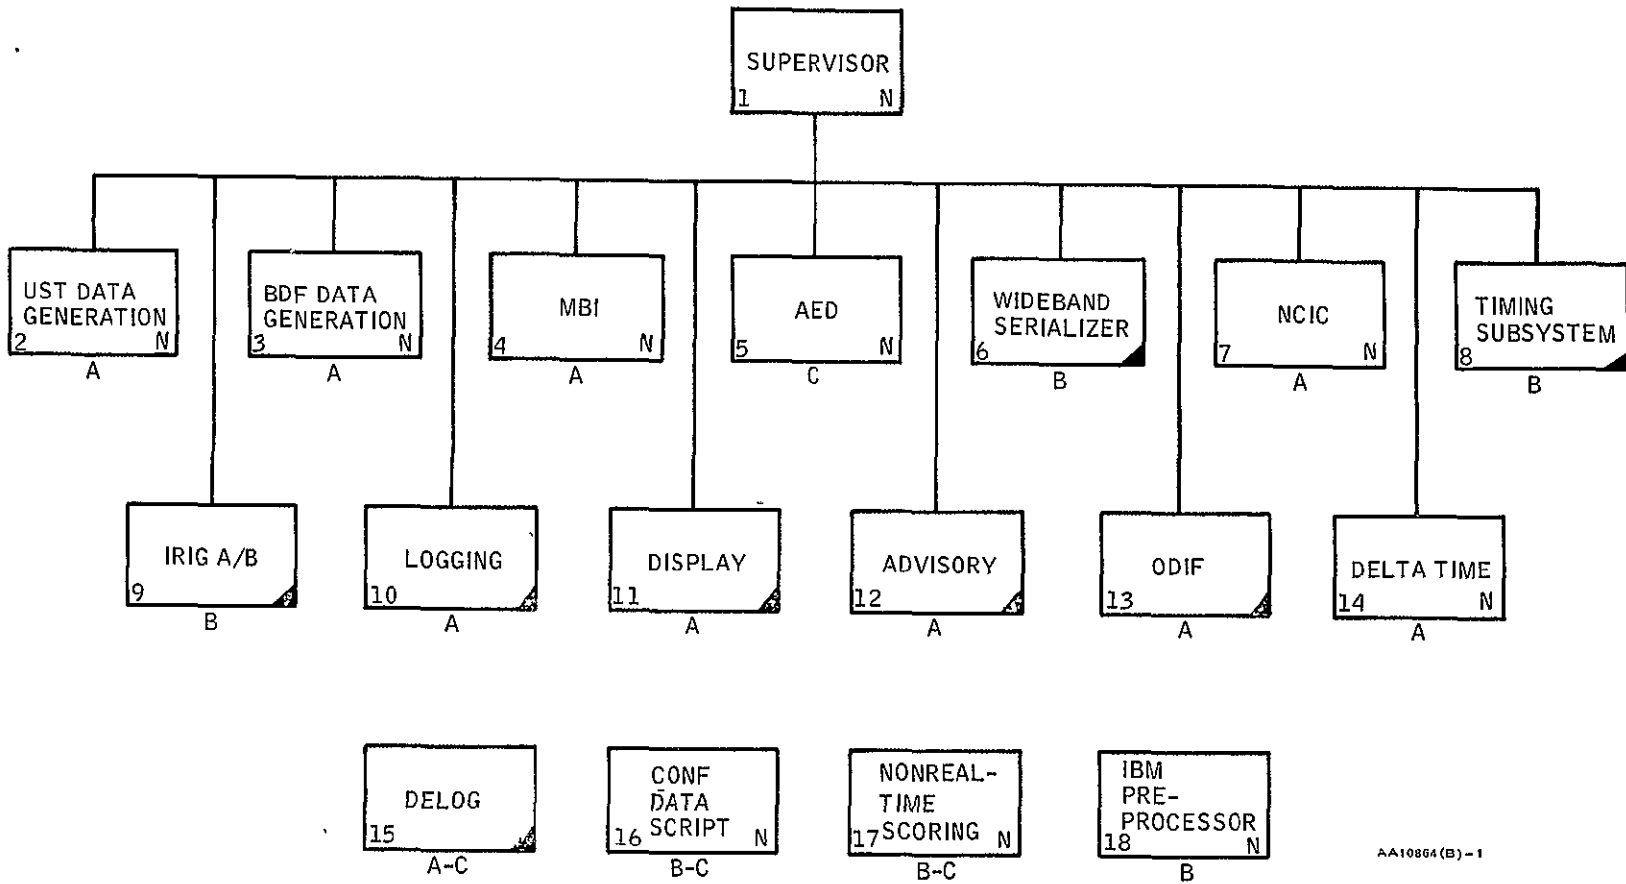 SUPERVISOR
1 N
UST DATA
GENERATION
2 N
A
BDF DATA
GENERATION
3 N
A
MBI
4 N
A
AED
5 N
C
WIDEBAND
SERIALIZER
6
B
NCIC
7 N
A
TIMING
SUBSYSTEM
8
B
IRIG A/B
9
B
LOGGING
10
A
DISPLAY
11
A
ADVISORY
12
A
ODIF
13
A
DELTA TIME
14 N
A
DELOG
15
A-C
CONF
DATA
SCRIPT
16 N
B-C
NONREAL-
TIME
SCORING
17 N
B-C
IBM
PRE-
PROCESSOR
18 N
B
AA10864(B)-1